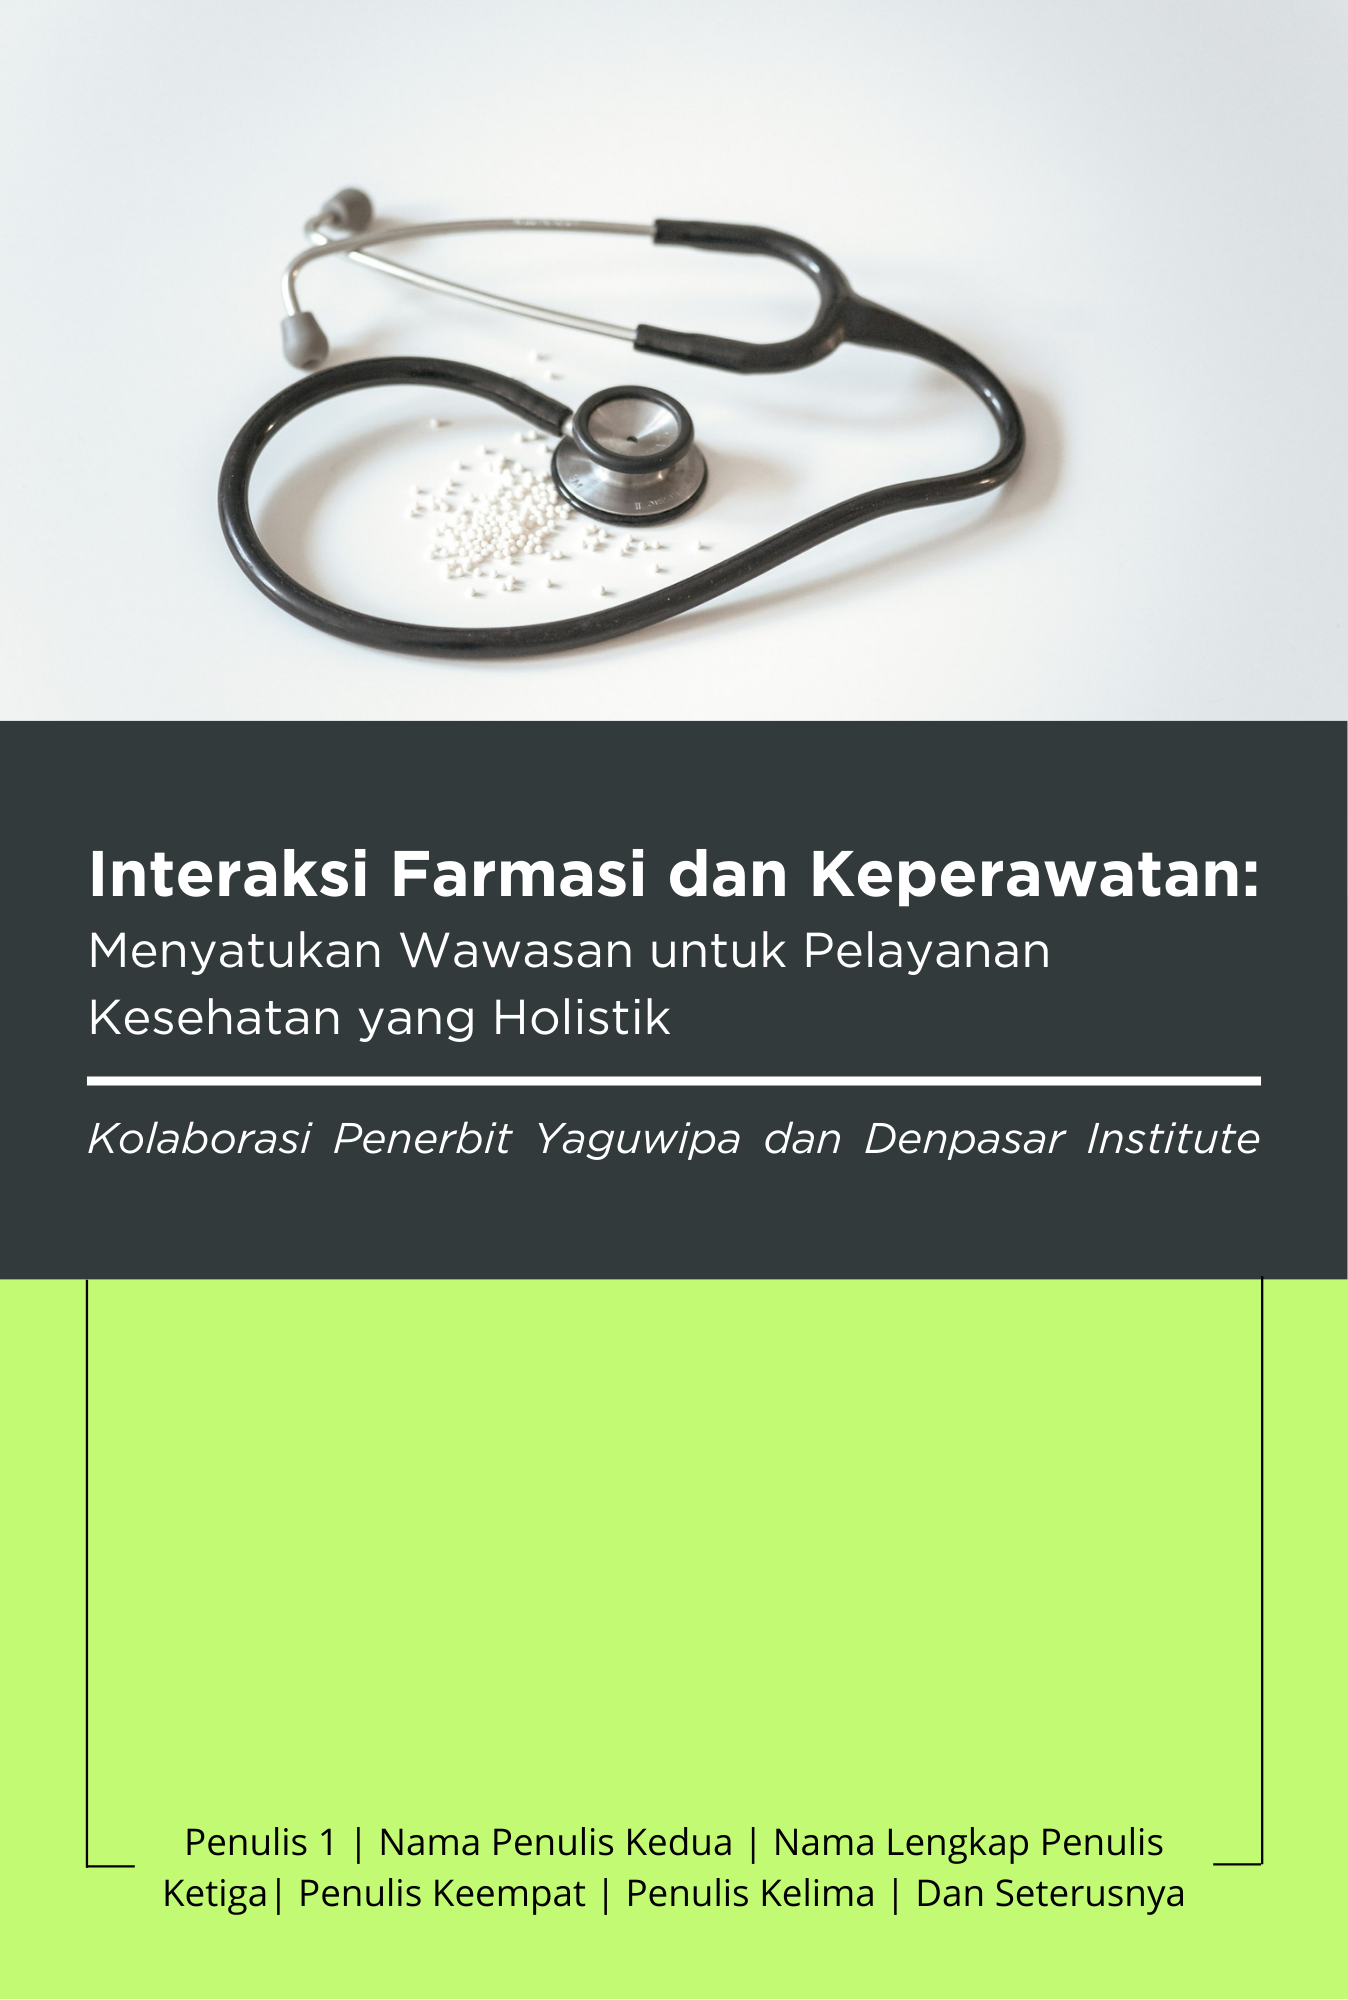 Interaksi Farmasi dan Keperawatan:
Menyatukan Wawasan untuk Pelayanan
Kesehatan yang Holistik
Kolaborasi Penerbit Yaguwipa dan Denpasar Institute
Penulis 1 | Nama Penulis Kedua | Nama Lengkap Penulis
Ketiga| Penulis Keempat | Penulis Kelima | Dan Seterusnya